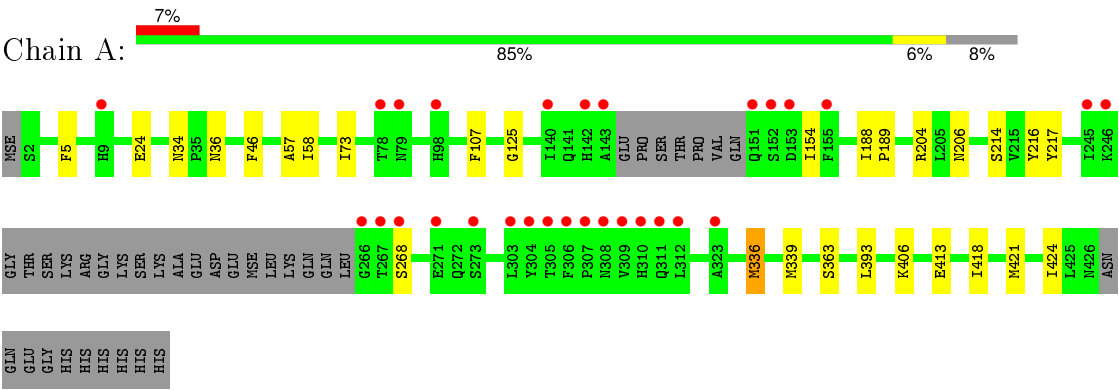 7%
Chain A:
85% 6% 8%
MSE S2 F5 H9 E24 N34 P35 N36 F46 A57 I58 I73 T78 N79 H98 F107 G125 I140 Q141 H142 A143 GLU PRO SER THR PRO VAL GLN Q151 S152 D153 I154 F155 I188 P189 R204 L205 N206 S214 V215 Y216 Y217 I245 K246
GLY THR SER LYS ARG GLY LYS SER LYS ALA GLU ASP GLU MSE LEU LYS GLN GLN LEU G266 T267 S268 E271 Q272 S273 L303 Y304 T305 F306 P307 N308 V309 H310 Q311 L312 A323 M336 M339 S363 L393 K406 E413 I418 M421 I424 L425 N426 ASN
GLN GLU GLY HIS HIS HIS HIS HIS HIS